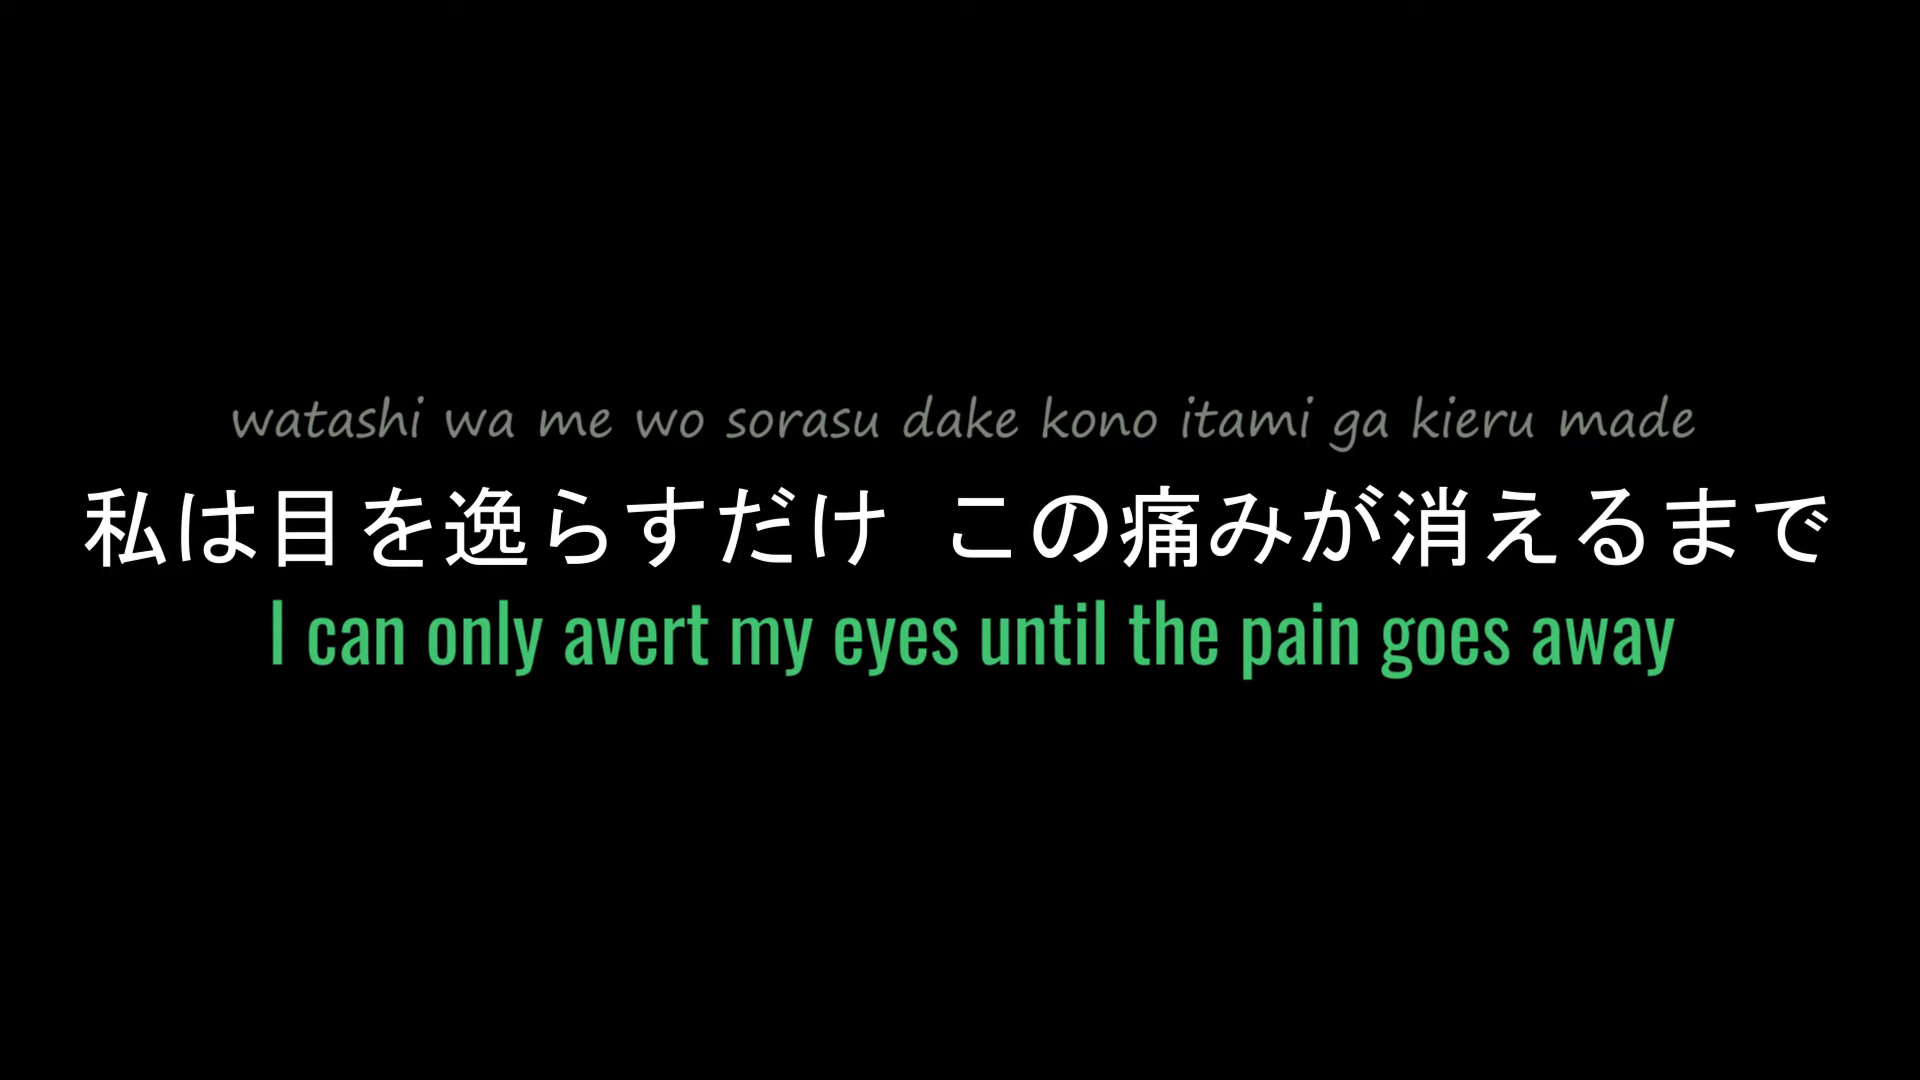 watashi wa me wo sorasu dake kono itami ga kieru made
私は目を逸らすだけ この痛みが消えるまで
I can only avert my eyes until the pain goes away